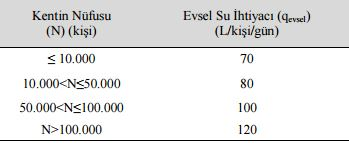 Kentin Nüfusu Evsel Su İhtiyacı (qevsel)
(N) (kişi) (L/kişi/gün)
≤ 10.000 70
10.000<N≤50.000 80
50.000<N≤100.000 100
N>100.000 120